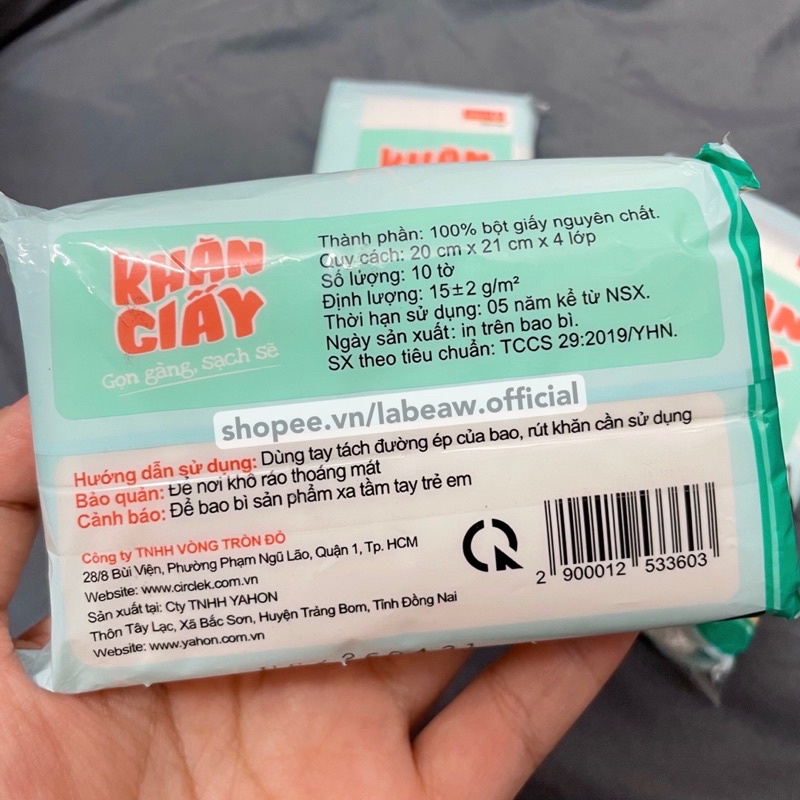 KHĂN
GIẤY
Gọn gàng, sạch sẽ
Thành phần: 100% bột giấy nguyên chất.
Quy cách: 20 cm x 21 cm x 4 lớp
Số lượng: 10 tờ
Định lượng: 15±2 g/m²
Thời hạn sử dụng: 05 năm kể từ NSX.
Ngày sản xuất: in trên bao bì.
SX theo tiêu chuẩn: TCCS 29:2019/YHN.
shopee.vn/labeaw.official
Hướng dẫn sử dụng: Dùng tay tách đường ép của bao, rút khăn cần sử dụng
Bảo quản: Để nơi khô ráo thoáng mát
Cảnh báo: Để bao bì sản phẩm xa tầm tay trẻ em
Công ty TNHH VÒNG TRÒN ĐỎ
28/8 Bùi Viện, Phường Phạm Ngũ Lão, Quận 1, Tp. HCM
Website: www.circlek.com.vn
Sản xuất tại: Cty TNHH YAHON
Thôn Tây Lạc, Xã Bắc Sơn, Huyện Trảng Bom, Tỉnh Đồng Nai
Website: www.yahon.com.vn
2 900012 533603
KHĂN